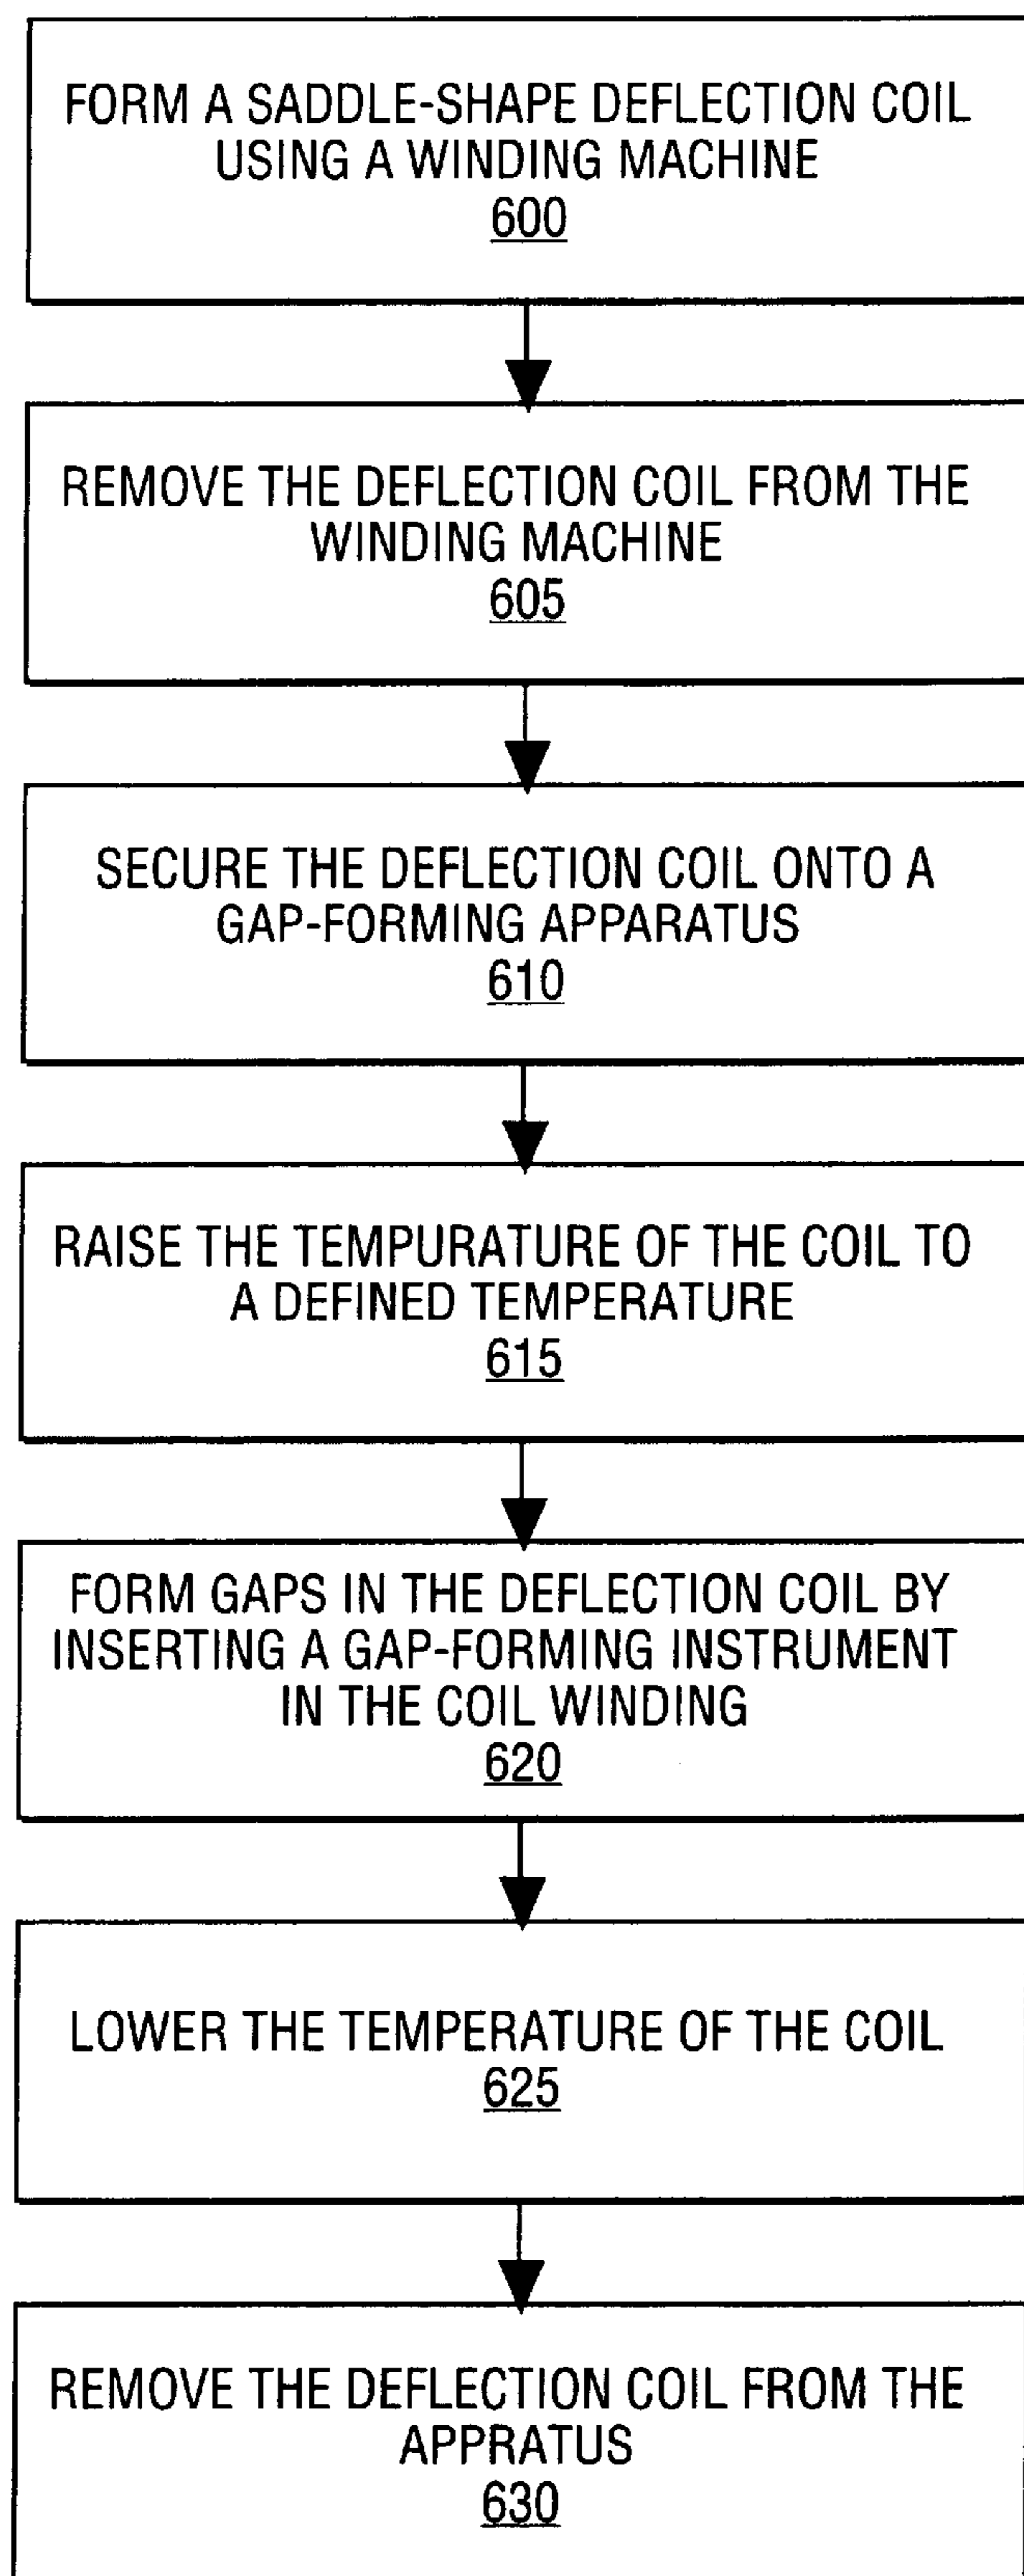 FORM A SADDLE-SHAPE DEFLECTION COIL
USING A WINDING MACHINE
600
REMOVE THE DEFLECTION COIL FROM THE
WINDING MACHINE
605
SECURE THE DEFLECTION COIL ONTO A
GAP-FORMING APPARATUS
610
RAISE THE TEMPURATURE OF THE COIL TO
A DEFINED TEMPERATURE
615
FORM GAPS IN THE DEFLECTION COIL BY
INSERTING A GAP-FORMING INSTRUMENT
IN THE COIL WINDING
620
LOWER THE TEMPERATURE OF THE COIL
625
REMOVE THE DEFLECTION COIL FROM THE
APPRATUS
630